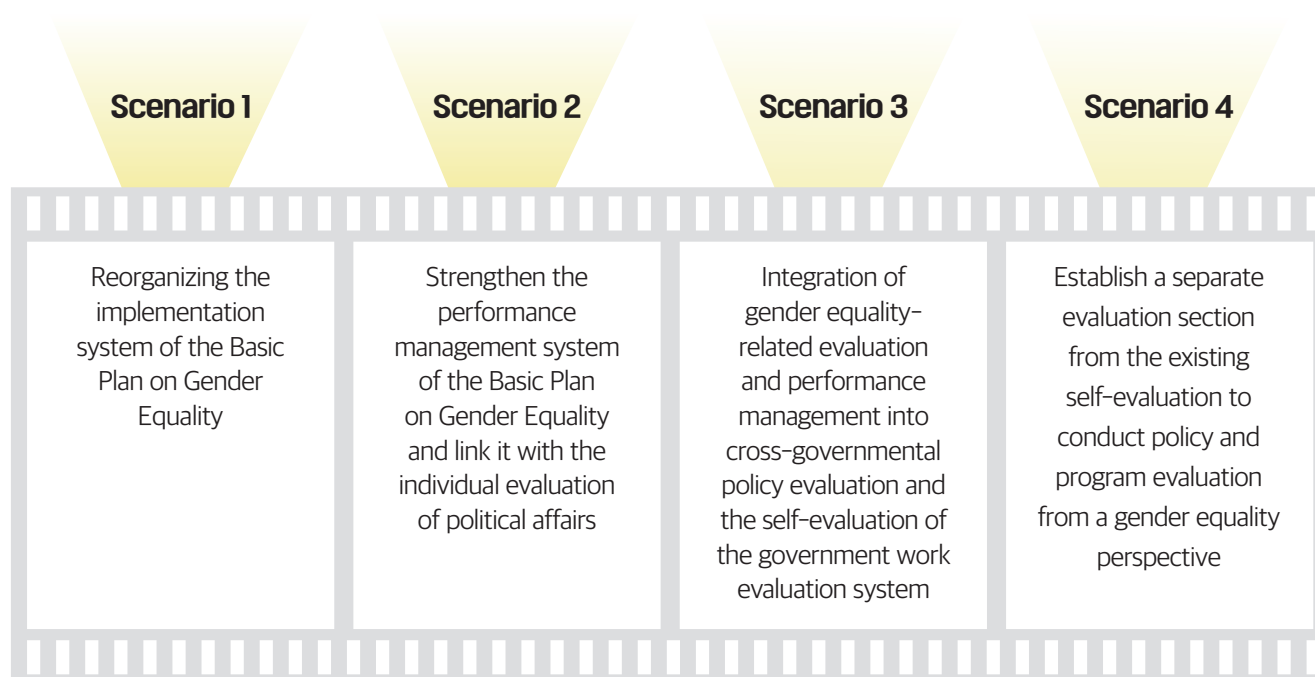 Scenario 1
Reorganizing the
implementation
system of the Basic
Plan on Gender
Equality
Scenario 2
Strengthen the
performance
management system
of the Basic Plan
on Gender Equality
and link it with the
individual evaluation
of political affairs
Scenario 3
Integration of
gender equality-
related evaluation
and performance
management into
cross-governmental
policy evaluation and
the self-evaluation of
the government work
evaluation system
Scenario 4
Establish a separate
evaluation section
from the existing
self-evaluation to
conduct policy and
program evaluation
from a gender equality
perspective